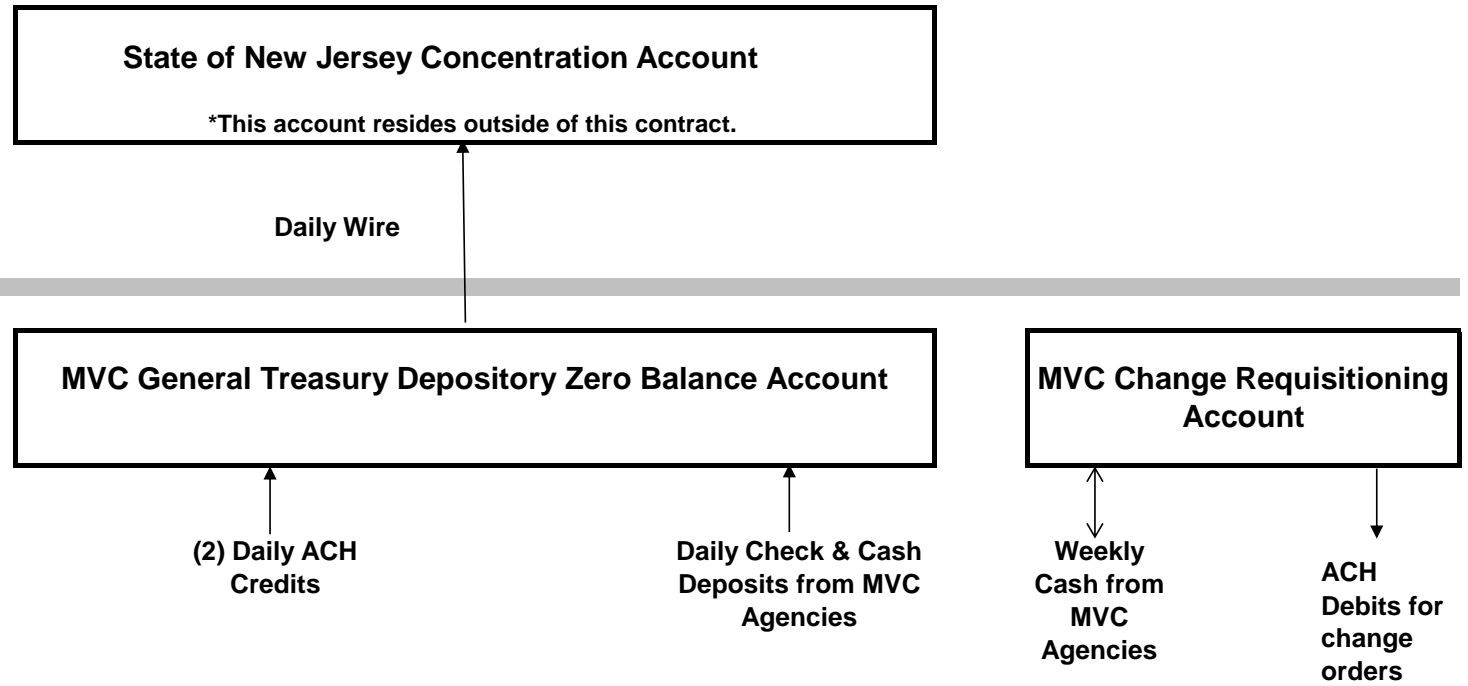 State of New Jersey Concentration Account
*This account resides outside of this contract.
Daily Wire
MVC General Treasury Depository Zero Balance Account
MVC Change Requisitioning
Account
(2) Daily ACH
Credits
Daily Check & Cash
Deposits from MVC
Agencies
Weekly
Cash from
MVC
Agencies
ACH
Debits for
change
orders